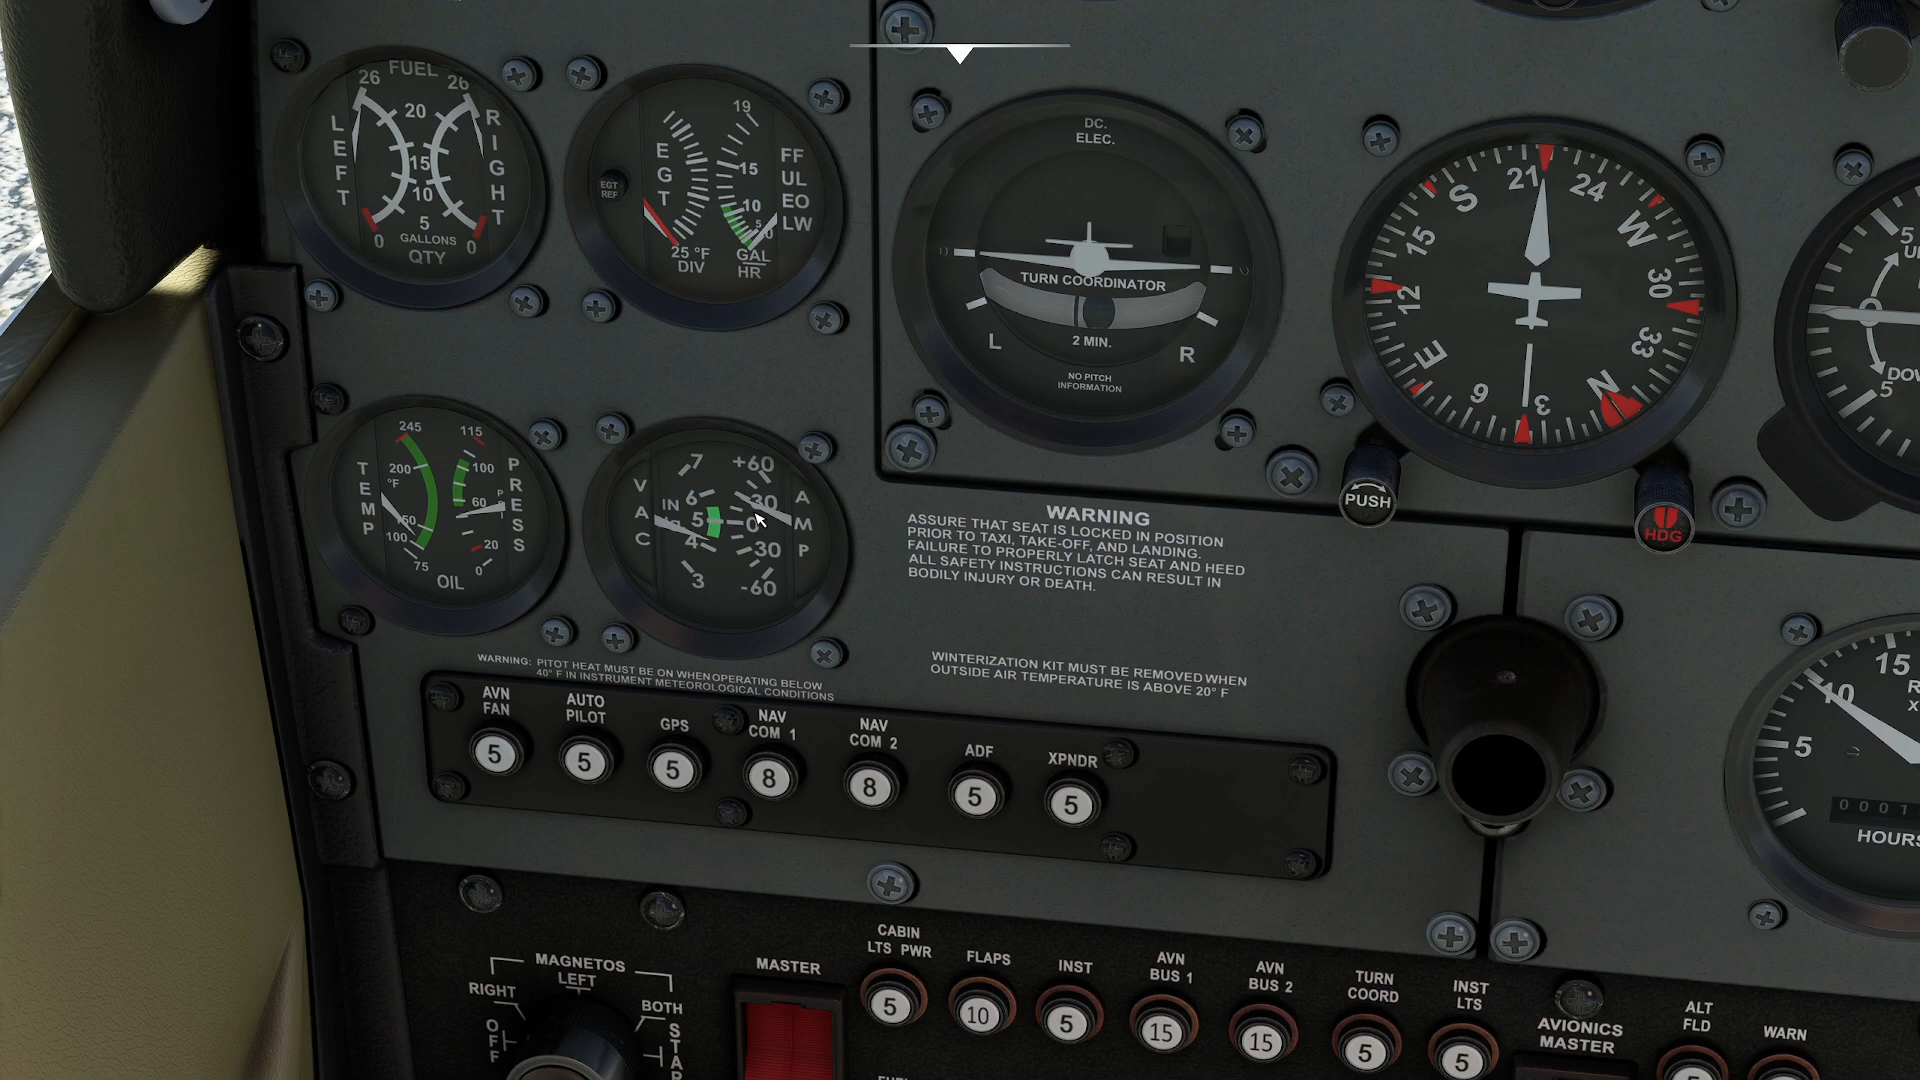 FUEL
26 26
LEFT
RIGHT
20
15
10
5
0 0
GALLONS
QTY
EGT
REF
EGT
19
15
10
5
0
FF
UL
EO
LW
25 °F
DIV
GAL
HR
DC.
ELEC.
TURN COORDINATOR
L R
2 MIN.
NO PITCH
INFORMATION
21
24
W
30
33
N
3
6
E
12
15
S
PUSH
HDG
5
5
TEMP
245
200
°F
150
100
75
115
100
60
20
0
PRESS
OIL
VAC
7
6
IN
5
4
3
+60
30
0
30
-60
AMP
WARNING
ASSURE THAT SEAT IS LOCKED IN POSITION
PRIOR TO TAXI, TAKE-OFF, AND LANDING.
FAILURE TO PROPERLY LATCH SEAT AND HEED
ALL SAFETY INSTRUCTIONS CAN RESULT IN
BODILY INJURY OR DEATH.
WARNING: PITOT HEAT MUST BE ON WHEN OPERATING BELOW
40° F IN INSTRUMENT METEOROLOGICAL CONDITIONS
WINTERIZATION KIT MUST BE REMOVED WHEN
OUTSIDE AIR TEMPERATURE IS ABOVE 20° F
AVN
FAN
5
AUTO
PILOT
5
GPS
5
NAV
COM 1
8
NAV
COM 2
8
ADF
5
XPNDR
5
15
10
5
HOURS
MAGNETOS
LEFT
RIGHT
BOTH
OFF
MASTER
CABIN
LTS PWR
5
FLAPS
10
INST
5
AVN
BUS 1
15
AVN
BUS 2
15
TURN
COORD
5
INST
LTS
5
AVIONICS
MASTER
ALT
FLD
WARN